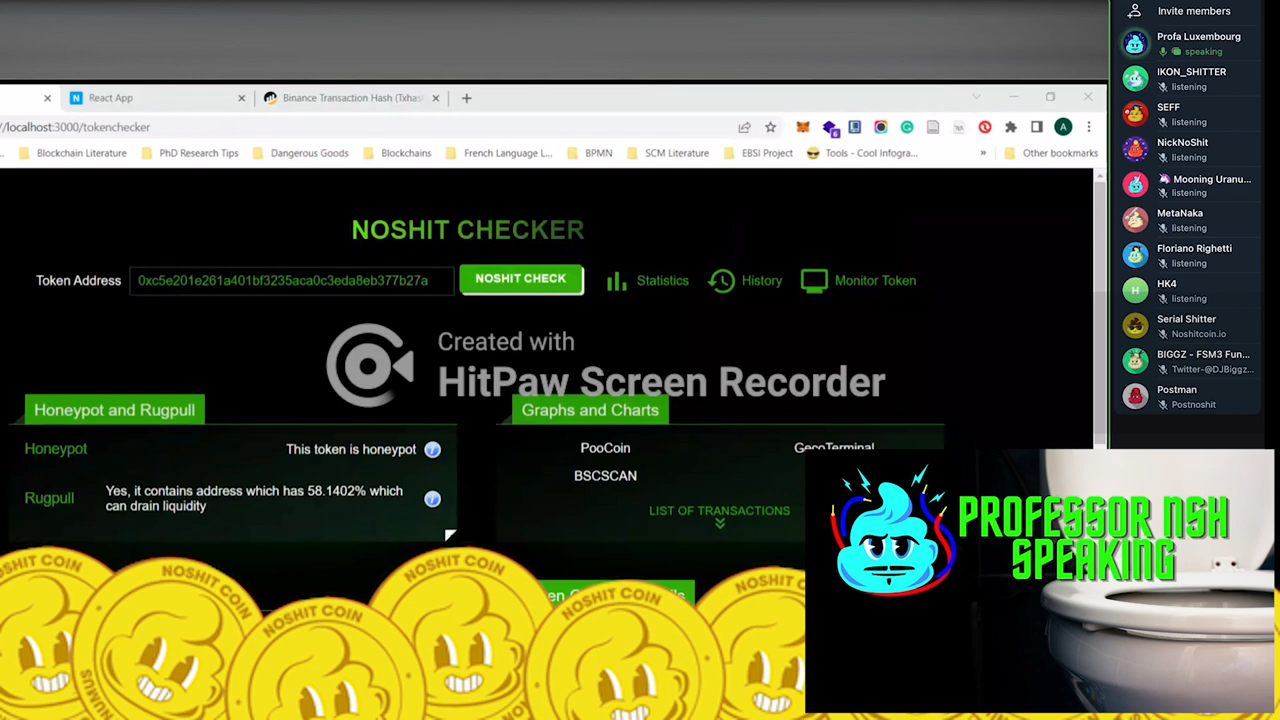 React App
Binance Transaction Hash (Txhas
//localhost:3000/tokenchecker
A
Blockchain Literature
PhD Research Tips
Dangerous Goods
Blockchains
French Language L...
BPMN
SCM Literature
EBSI Project
Tools - Cool Infogra...
»
Other bookmarks
NOSHIT CHECKER
Token Address
0xc5e201e261a401bf3235aca0c3eda8eb377b27a
NOSHIT CHECK
Statistics
History
Monitor Token
Created with
HitPaw Screen Recorder
Honeypot and Rugpull
Honeypot
This token is honeypot
Rugpull
Yes, it contains address which has 58.1402% which
can drain liquidity
Graphs and Charts
PooCoin
GecoTerminal
BSCSCAN
LIST OF TRANSACTIONS
NOSHIT COIN
NOSHIT COIN
NOSHIT COIN
NOSHIT COIN
NOSHIT COIN
NOSHIT
Invite members
Profa Luxembourg
speaking
IKON_SHITTER
listening
SEFF
listening
NickNoShit
listening
Mooning Uranu...
listening
MetaNaka
listening
Floriano Righetti
listening
H
HK4
listening
Serial Shitter
Noshitcoin.io
BIGGZ - FSM3 Fun...
Twitter-@DJBiggz...
Postman
Postnoshit
PROFESSOR NSH
SPEAKING